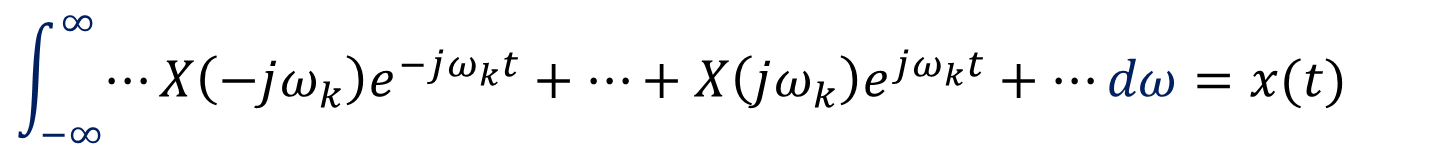 ∫_{-∞}^{∞} ⋯ X(−jω_k)e^{−jω_k t} + ⋯ + X(jω_k)e^{jω_k t} + ⋯ dω = x(t)